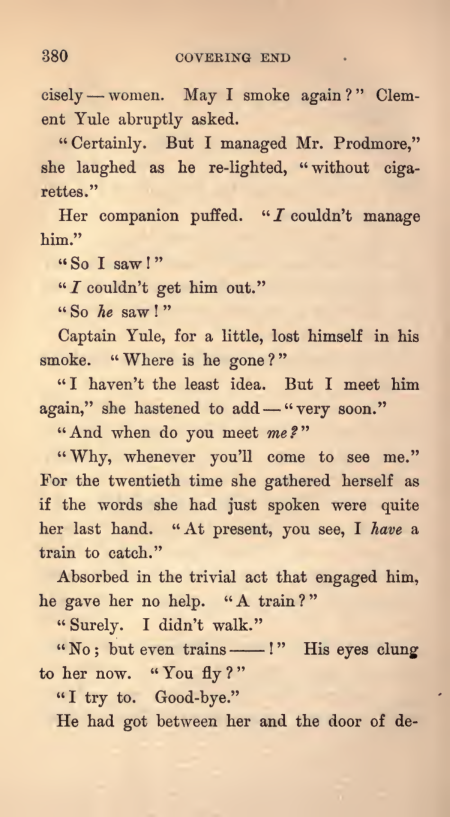 380 COVERING END
cisely — women. May I smoke again?" Clem-
ent Yule abruptly asked.
"Certainly. But I managed Mr. Prodmore,"
she laughed as he re-lighted, "without ciga-
rettes."
Her companion puffed. "I couldn't manage
him."
"So I saw!"
"I couldn't get him out."
"So he saw!"
Captain Yule, for a little, lost himself in his
smoke. "Where is he gone?"
"I haven't the least idea. But I meet him
again," she hastened to add — "very soon."
"And when do you meet me?"
"Why, whenever you'll come to see me."
For the twentieth time she gathered herself as
if the words she had just spoken were quite
her last hand. "At present, you see, I have a
train to catch."
Absorbed in the trivial act that engaged him,
he gave her no help. "A train?"
"Surely. I didn't walk."
"No; but even trains——!" His eyes clung
to her now. "You fly?"
"I try to. Good-bye."
He had got between her and the door of de-